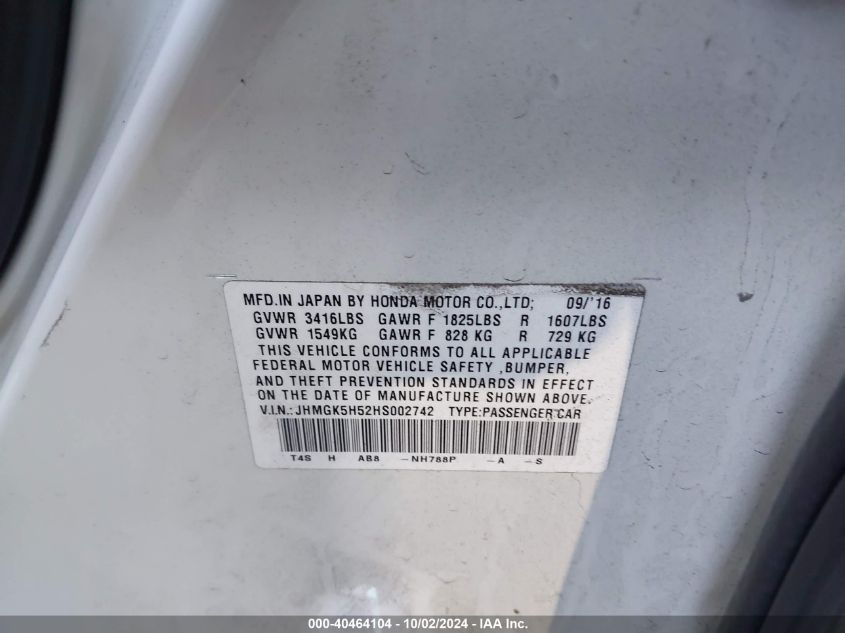 MFD.IN JAPAN BY HONDA MOTOR CO.,LTD; 09/'16
GVWR 3416LBS GAWR F 1825LBS R 1607LBS
GVWR 1549KG GAWR F 828 KG R 729 KG
THIS VEHICLE CONFORMS TO ALL APPLICABLE
FEDERAL MOTOR VEHICLE SAFETY ,BUMPER,
AND THEFT PREVENTION STANDARDS IN EFFECT
ON THE DATE OF MANUFACTURE SHOWN ABOVE.
V.I.N.:JHMGK5H52HS002742 TYPE:PASSENGER CAR
T4S H AB8 -NH788P -A -S
000-40464104 - 10/02/2024 - IAA Inc.